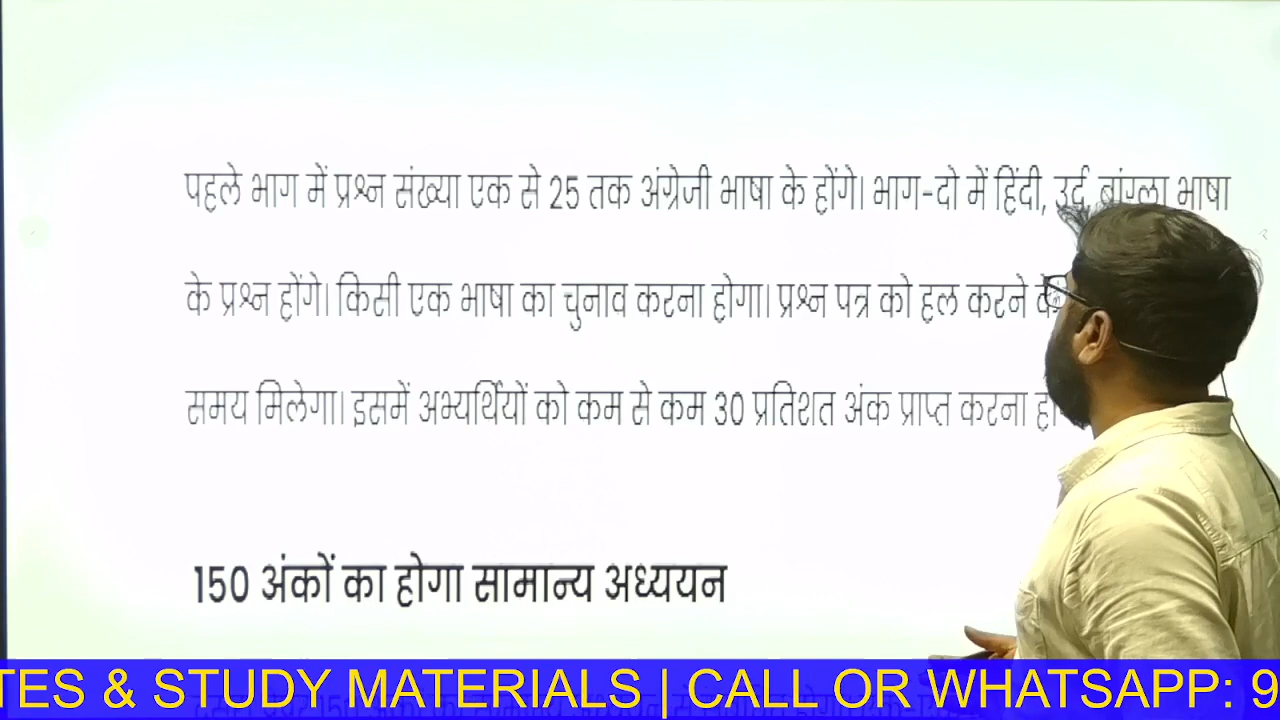 पहले भाग में प्रश्न संख्या एक से 25 तक अंग्रेजी भाषा के होंगे। भाग-दो में हिंदी, उर्दू, बांग्ला भाषा
के प्रश्न होंगे। किसी एक भाषा का चुनाव करना होगा। प्रश्न पत्र को हल करने
समय मिलेगा। इसमें अभ्यर्थियों को कम से कम 30 प्रतिशत अंक प्राप्त करना
150 अंकों का होगा सामान्य अध्ययन
TES & STUDY MATERIALS | CALL OR WHATSAPP: 9